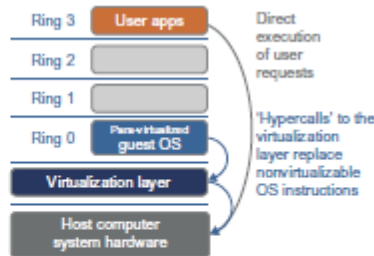 Ring 3
User apps
Direct
execution
of user
requests
Ring 2
Ring 1
Ring 0
Para-virtualized
guest OS
'Hypercalls' to the
virtualization
layer replace
nonvirtualizable
OS instructions
Virtualization layer
Host computer
system hardware